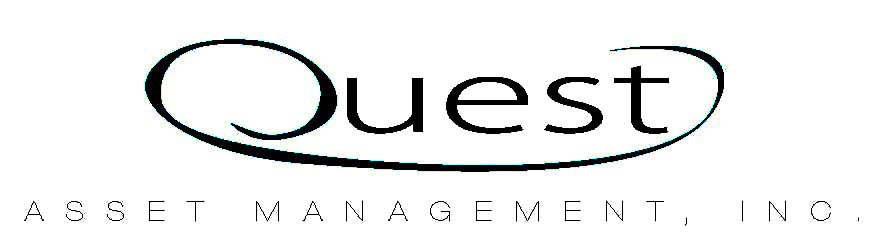 Quest
ASSET MANAGEMENT, INC.